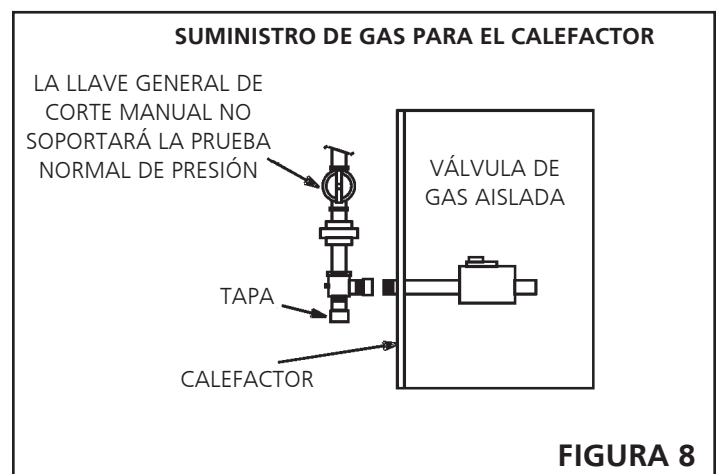 SUMINISTRO DE GAS PARA EL CALEFACTOR
LA LLAVE GENERAL DE
CORTE MANUAL NO
SOPORTARÁ LA PRUEBA
NORMAL DE PRESIÓN
VÁLVULA DE
GAS AISLADA
TAPA
CALEFACTOR
FIGURA 8